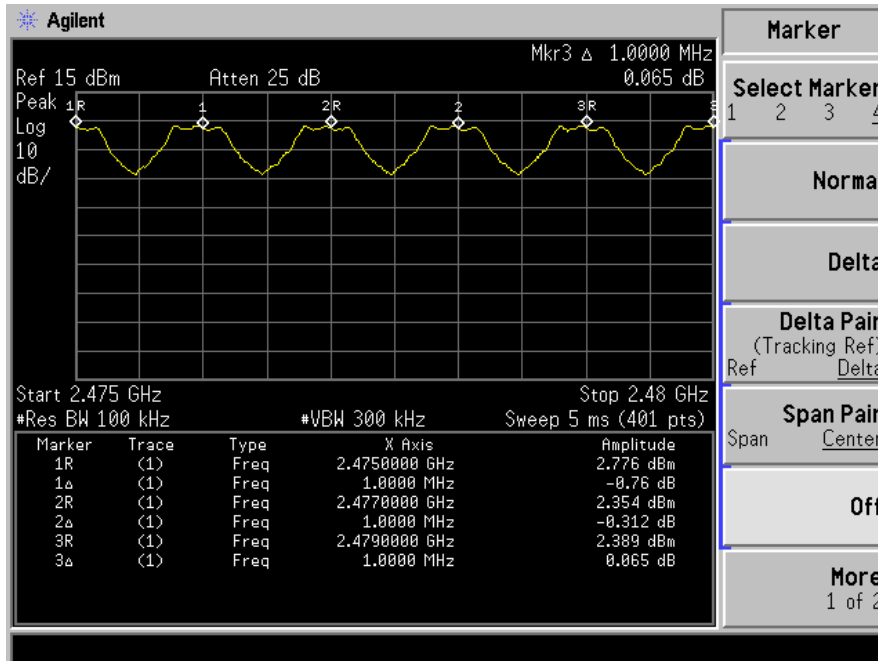 Agilent
Mkr3 Δ 1.0000 MHz
Ref 15 dBm Atten 25 dB 0.065 dB
Peak
Log
10
dB/
1R 1 2R 2 3R
Start 2.475 GHz Stop 2.48 GHz
#Res BW 100 kHz #VBW 300 kHz Sweep 5 ms (401 pts)
Marker Trace Type X Axis Amplitude
1R (1) Freq 2.4750000 GHz 2.776 dBm
1Δ (1) Freq 1.0000 MHz -0.76 dB
2R (1) Freq 2.4770000 GHz 2.354 dBm
2Δ (1) Freq 1.0000 MHz -0.312 dB
3R (1) Freq 2.4790000 GHz 2.389 dBm
3Δ (1) Freq 1.0000 MHz 0.065 dB
Marker
Select Marker
1 2 3 4
Norma
Delta
Delta Pair
(Tracking Ref)
Ref Delta
Span Pair
Span Center
Off
More
1 of 2